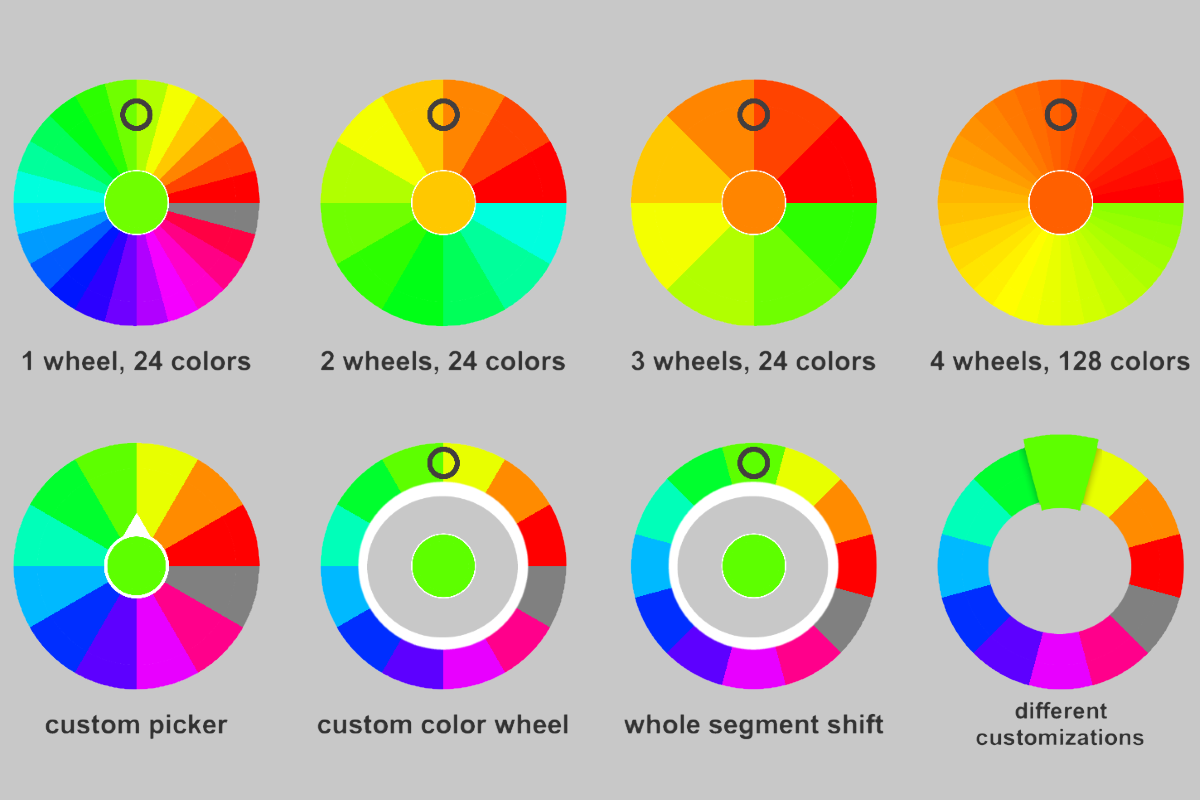 1 wheel, 24 colors
2 wheels, 24 colors
3 wheels, 24 colors
4 wheels, 128 colors
custom picker
custom color wheel
whole segment shift
different
customizations